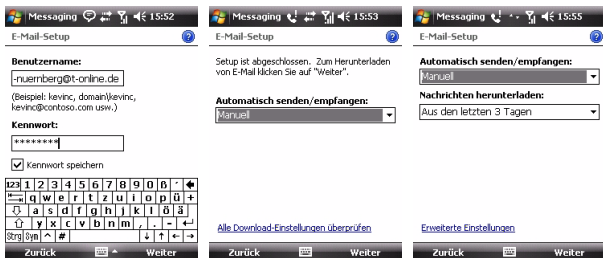 Messaging 15:52
E-Mail-Setup ?
Benutzername:
-nuernberg@t-online.de
(Beispiel: kevinc, domain\kevinc,
kevinc@contoso.com usw.)
Kennwort:
********
Kennwort speichern
123 1 2 3 4 5 6 7 8 9 0 ß ´
q w e r t z u i o p ü +
a s d f g h j k l ö ä
y x c v b n m , . -
Strg Sym ^ #
Zurück Weiter
Messaging 15:53
E-Mail-Setup ?
Setup ist abgeschlossen. Zum Herunterladen
von E-Mail klicken Sie auf "Weiter".
Automatisch senden/empfangen:
Manuell
Alle Download-Einstellungen überprüfen
Zurück Weiter
Messaging 15:55
E-Mail-Setup ?
Automatisch senden/empfangen:
Manuell
Nachrichten herunterladen:
Aus den letzten 3 Tagen
Erweiterte Einstellungen
Zurück Weiter